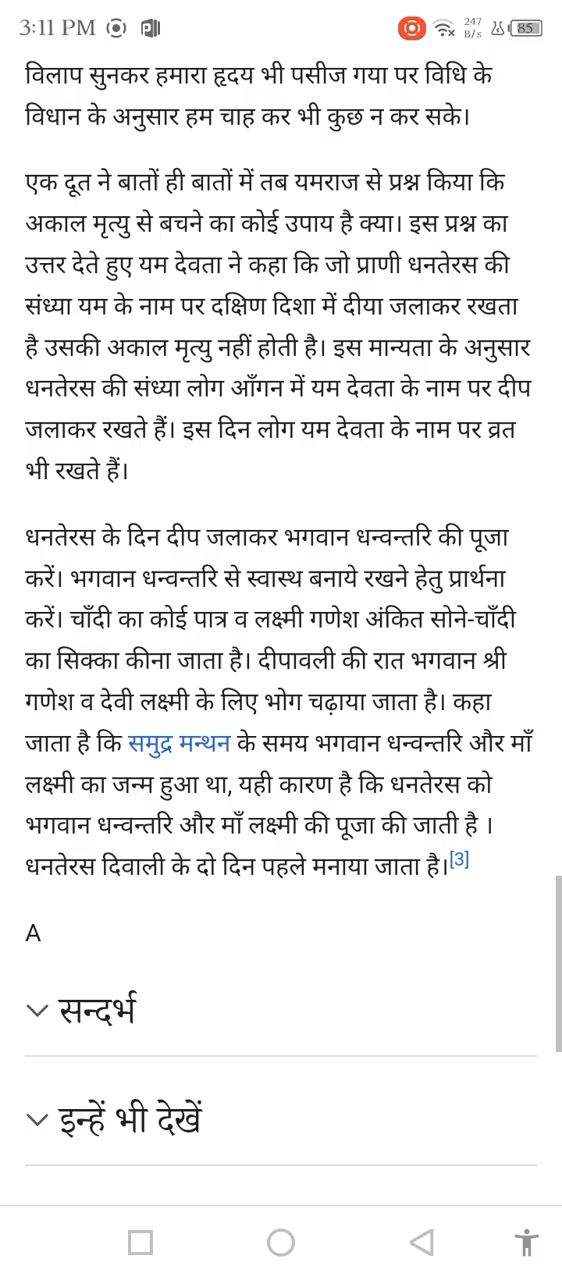 3:11 PM
247
B/s
85
विलाप सुनकर हमारा हृदय भी पसीज गया पर विधि के
विधान के अनुसार हम चाह कर भी कुछ न कर सके।
एक दूत ने बातों ही बातों में तब यमराज से प्रश्न किया कि
अकाल मृत्यु से बचने का कोई उपाय है क्या। इस प्रश्न का
उत्तर देते हुए यम देवता ने कहा कि जो प्राणी धनतेरस की
संध्या यम के नाम पर दक्षिण दिशा में दीया जलाकर रखता
है उसकी अकाल मृत्यु नहीं होती है। इस मान्यता के अनुसार
धनतेरस की संध्या लोग आँगन में यम देवता के नाम पर दीप
जलाकर रखते हैं। इस दिन लोग यम देवता के नाम पर व्रत
भी रखते हैं।
धनतेरस के दिन दीप जलाकर भगवान धन्वन्तरि की पूजा
करें। भगवान धन्वन्तरि से स्वास्थ बनाये रखने हेतु प्रार्थना
करें। चाँदी का कोई पात्र व लक्ष्मी गणेश अंकित सोने-चाँदी
का सिक्का कीना जाता है। दीपावली की रात भगवान श्री
गणेश व देवी लक्ष्मी के लिए भोग चढ़ाया जाता है। कहा
जाता है कि समुद्र मन्थन के समय भगवान धन्वन्तरि और माँ
लक्ष्मी का जन्म हुआ था, यही कारण है कि धनतेरस को
भगवान धन्वन्तरि और माँ लक्ष्मी की पूजा की जाती है ।
धनतेरस दिवाली के दो दिन पहले मनाया जाता है।[3]
A
सन्दर्भ
इन्हें भी देखें